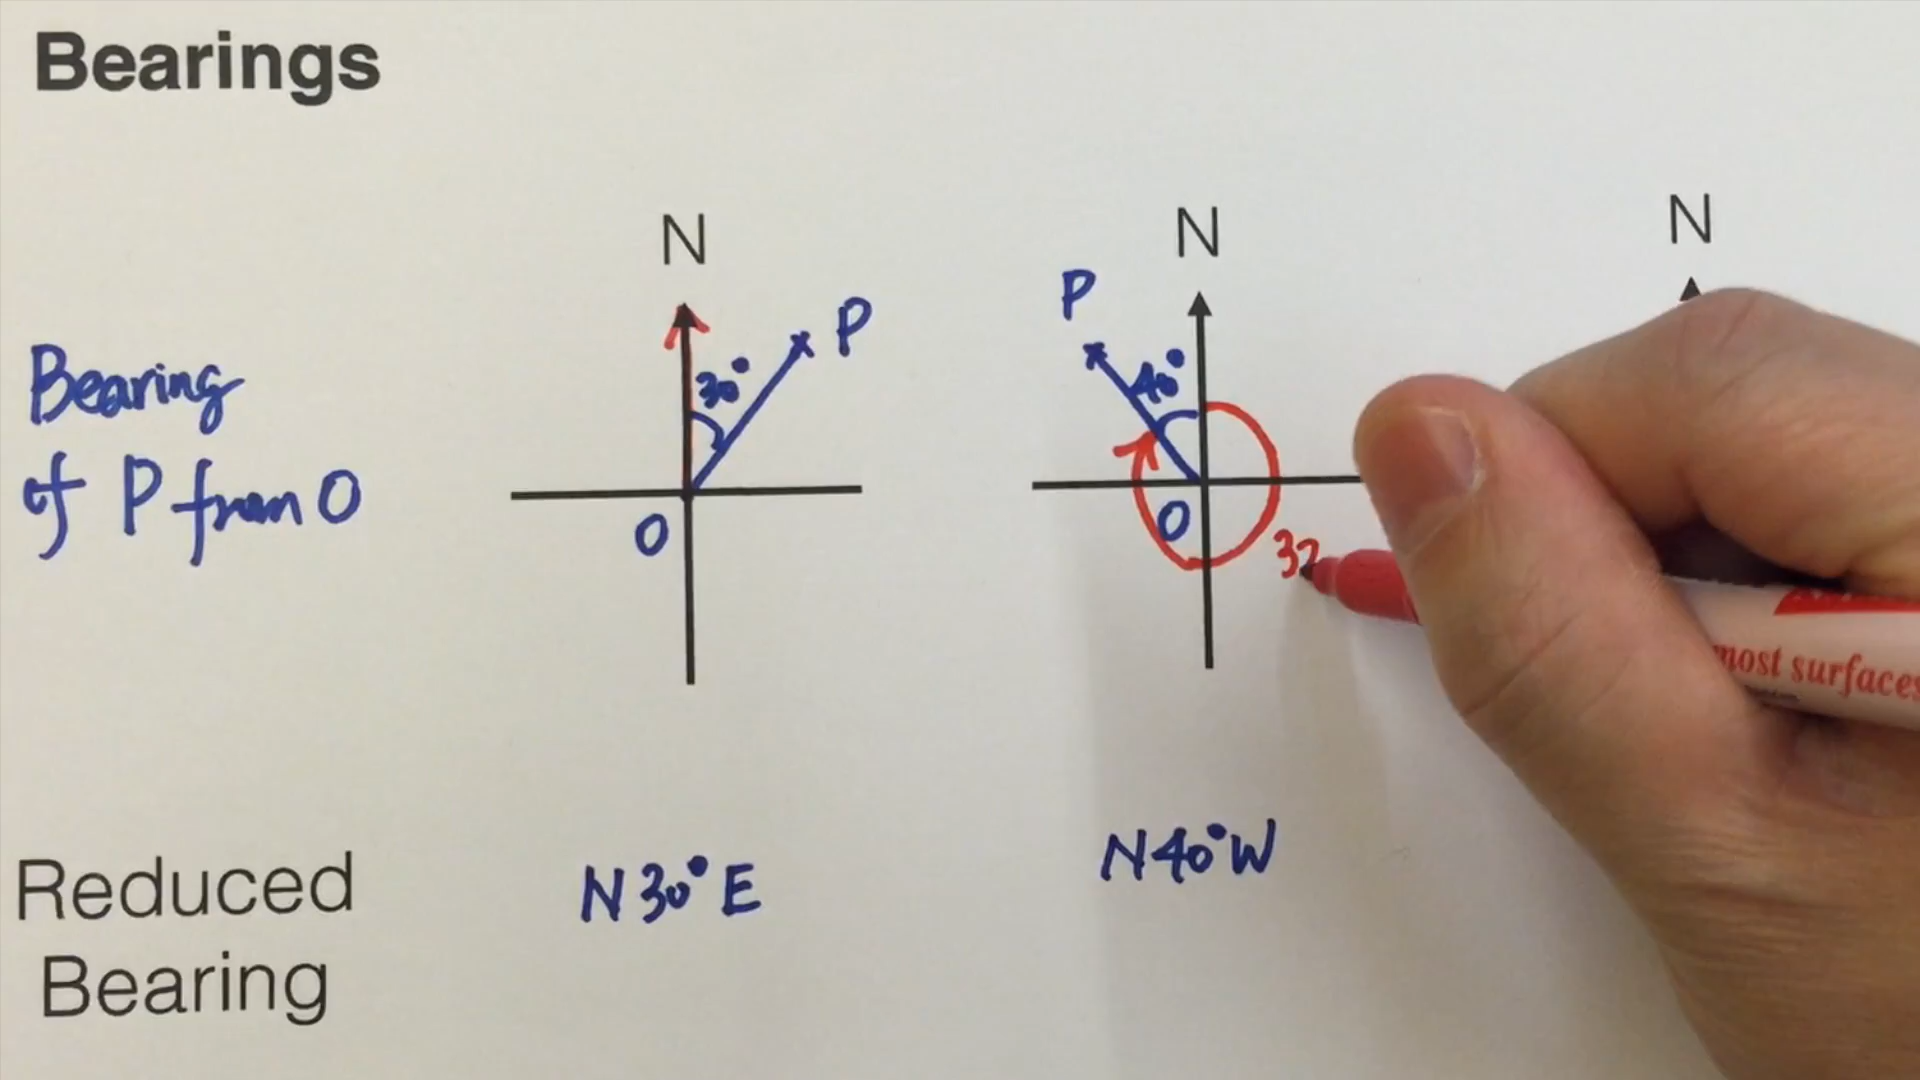 Bearings
N
N
N
P
P
30°
40°
Bearing
of P from O
O
O
32
most surfaces
N 30° E
N 40° W
Reduced
Bearing